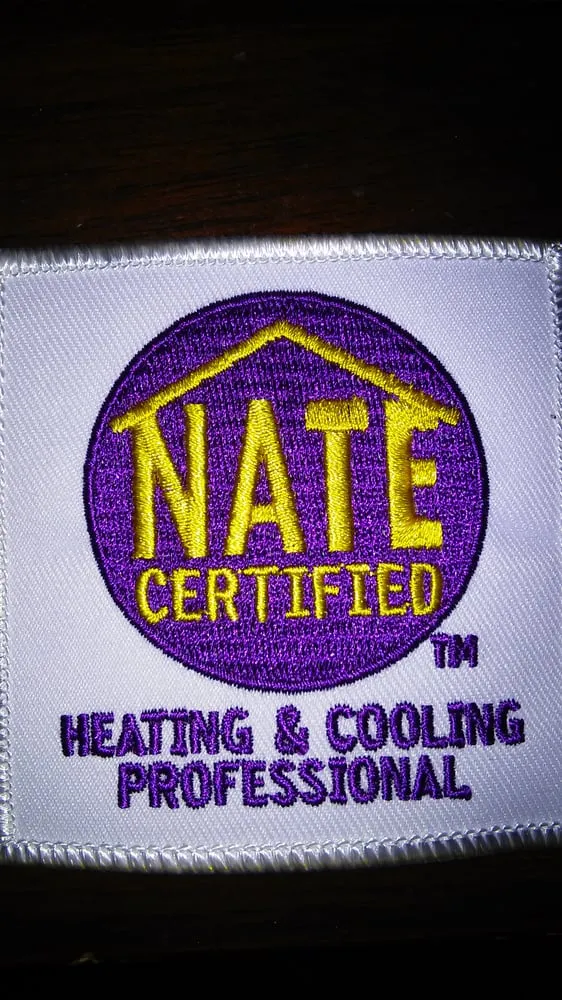 NATE
CERTIFIED
TM
HEATING & COOLING
PROFESSIONAL